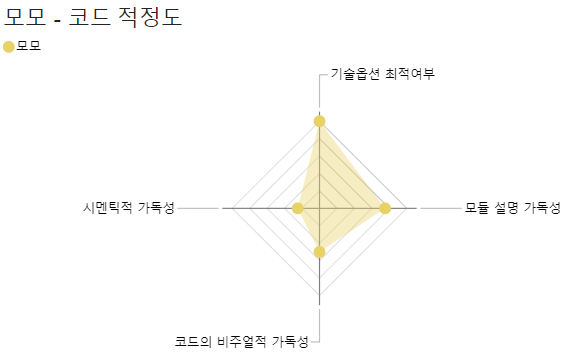 모모 - 코드 적정도
모모
기술옵션 최적여부
시멘틱적 가독성
모듈 설명 가독성
코드의 비주얼적 가독성